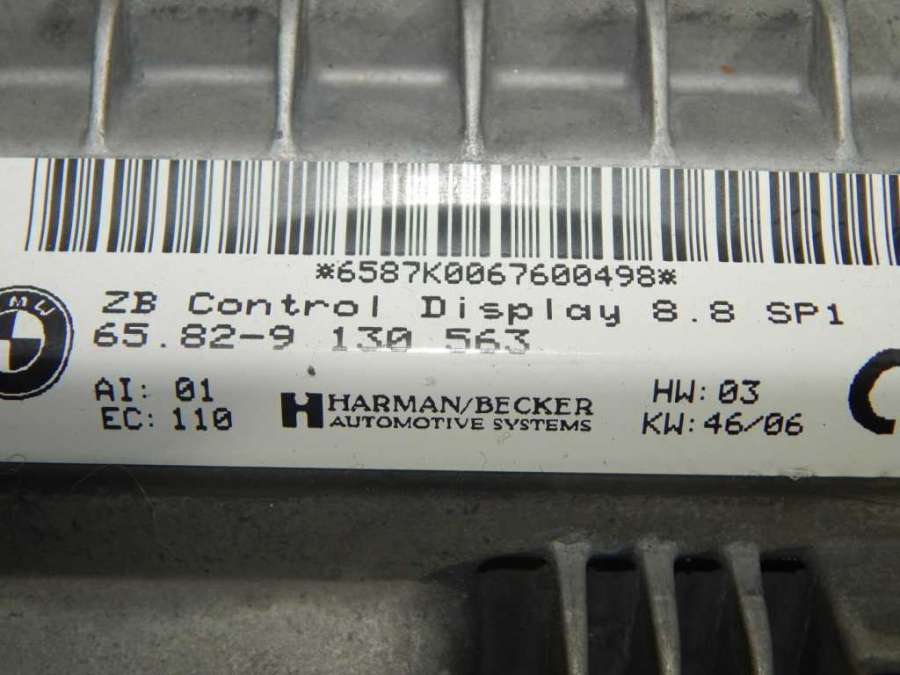 *6587K0067600498*
BMW
ZB Control Display 8.8 SP1
65.82-9 130 563
AI: 01
EC: 110
HARMAN/BECKER
AUTOMOTIVE SYSTEMS
HW: 03
KW: 46/06